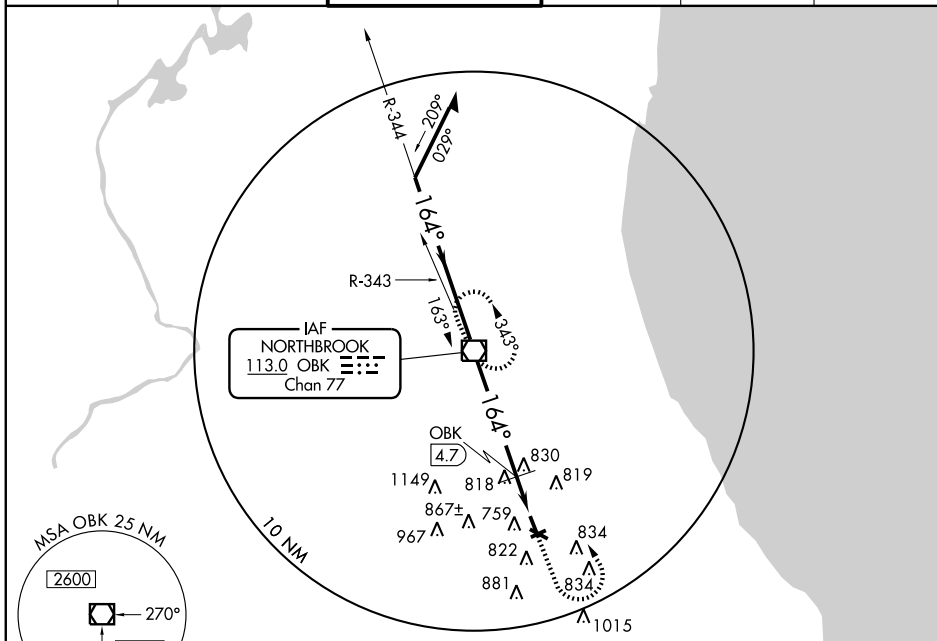 R-344
209°
029°
164°
R-343
163°
343°
IAF
NORTHBROOK
113.0 OBK
Chan 77
164°
OBK
4.7
830
818
819
1149
867±
759
967
834
822
834
881
1015
10 NM
MSA OBK 25 NM
2600
270°